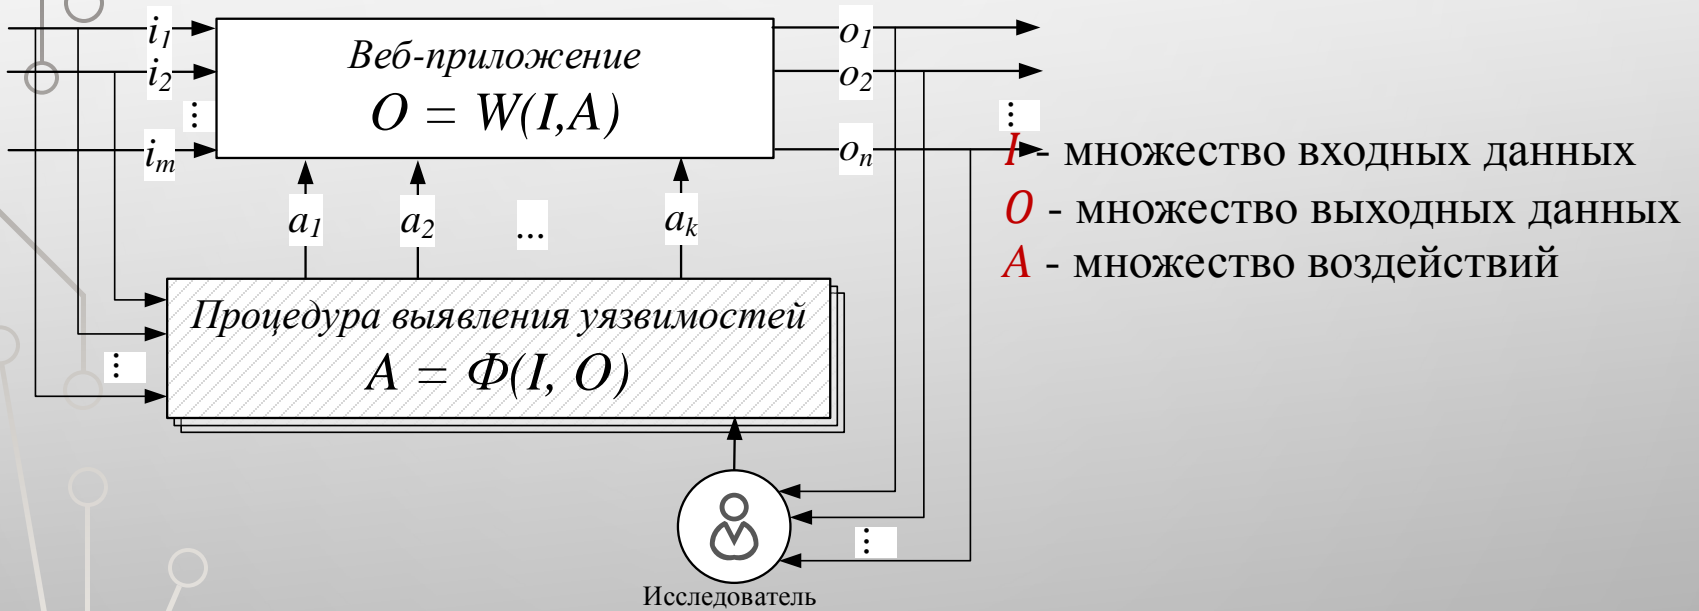 i1
Веб-приложение
o1
i2
O = W(I,A)
o2
⋮
⋮
im
on
I - множество входных данных
a1 a2 ... ak
O - множество выходных данных
A - множество воздействий
Процедура выявления уязвимостей
A = Φ(I, O)
⋮
⋮
Исследователь